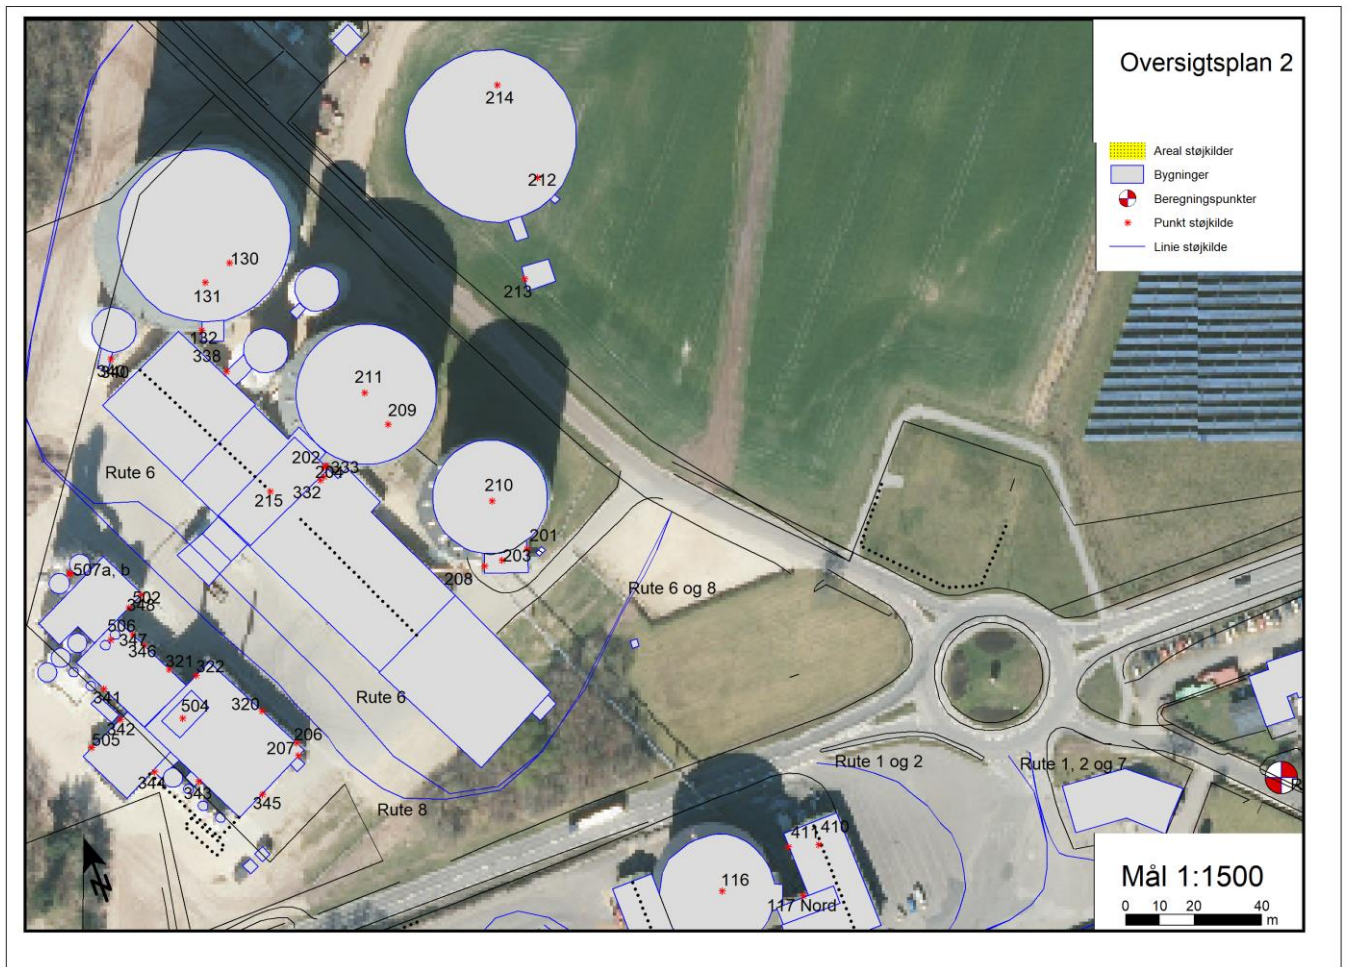 Oversigtsplan 2
Areal støjkilder
Bygninger
Beregningspunkter
Punkt støjkilde
Linie støjkilde
214
212
213
130
131
132
338
340
211
209
202
333
204
332
215
210
201
203
208
Rute 6
Rute 6 og 8
507a, b
502
348
506
347
346
321
322
341
342
504
320
505
206
207
344
343
345
Rute 6
Rute 8
Rute 1 og 2
Rute 1, 2 og 7
R
411
410
116
117 Nord
N
Mål 1:1500
0 10 20 40
m